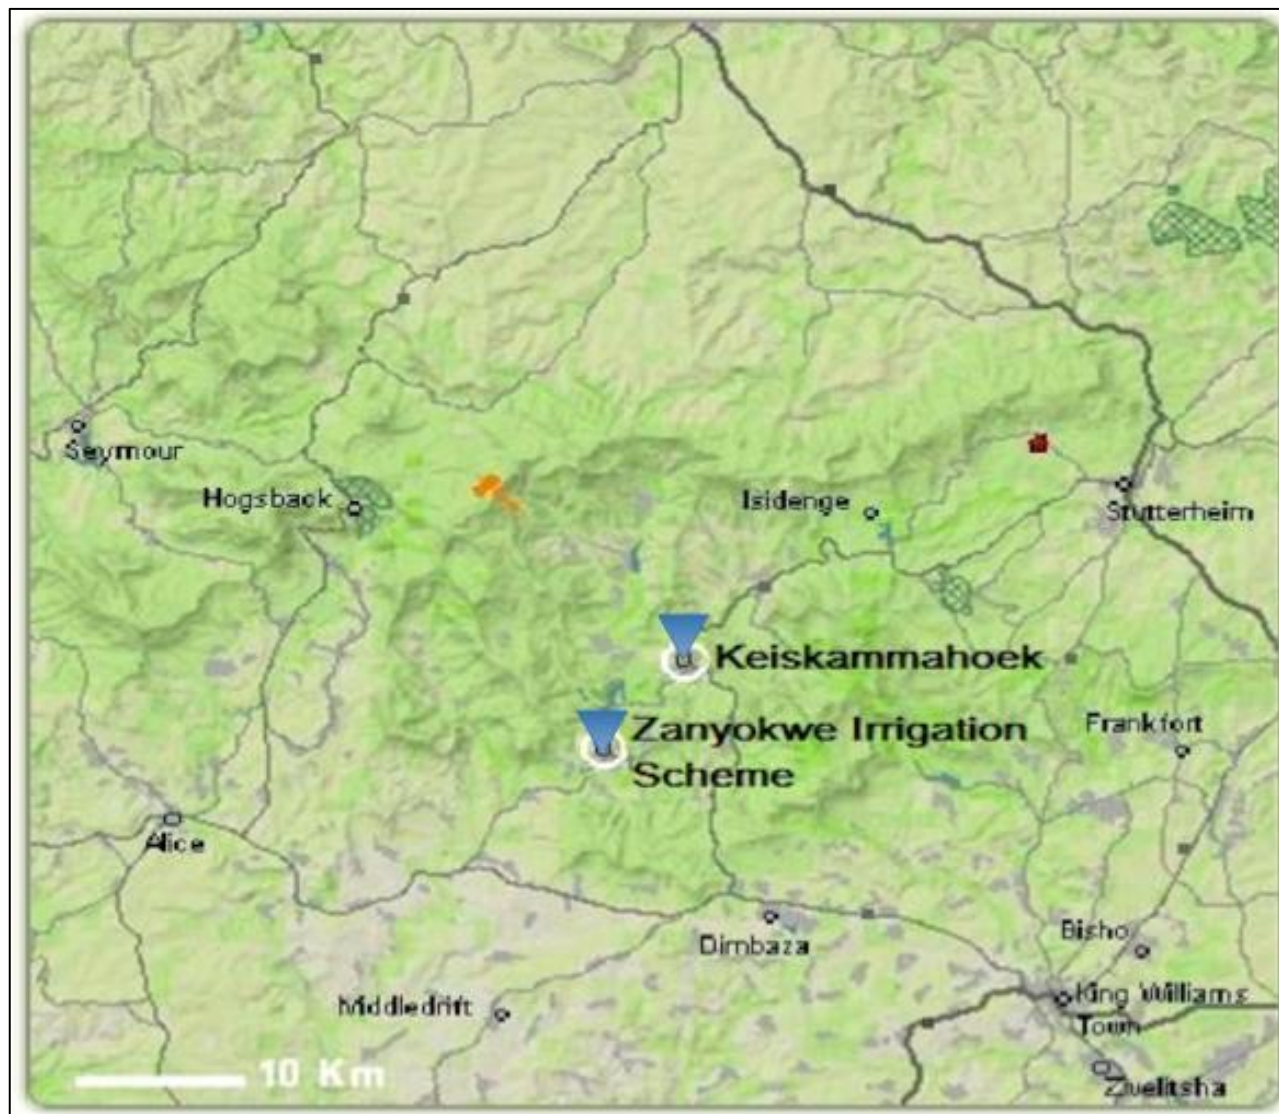 Seymour
Hogsback
Isidenge
Stutterheim
Keiskammahoek
Zanyokwe Irrigation
Scheme
Frankfort
Alice
Dimbaza
Bisho
Middledrift
King Williams
Town
10 Km
Zwelitsha